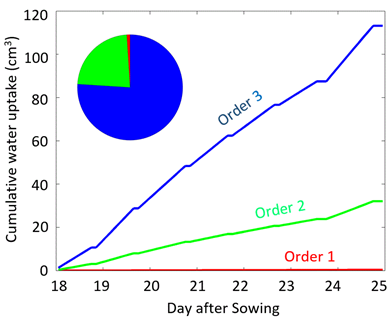 120
100
80
60
40
20
0
Cumulative water uptake (cm³)
Order 3
Order 2
Order 1
18 19 20 21 22 23 24 25
Day after Sowing